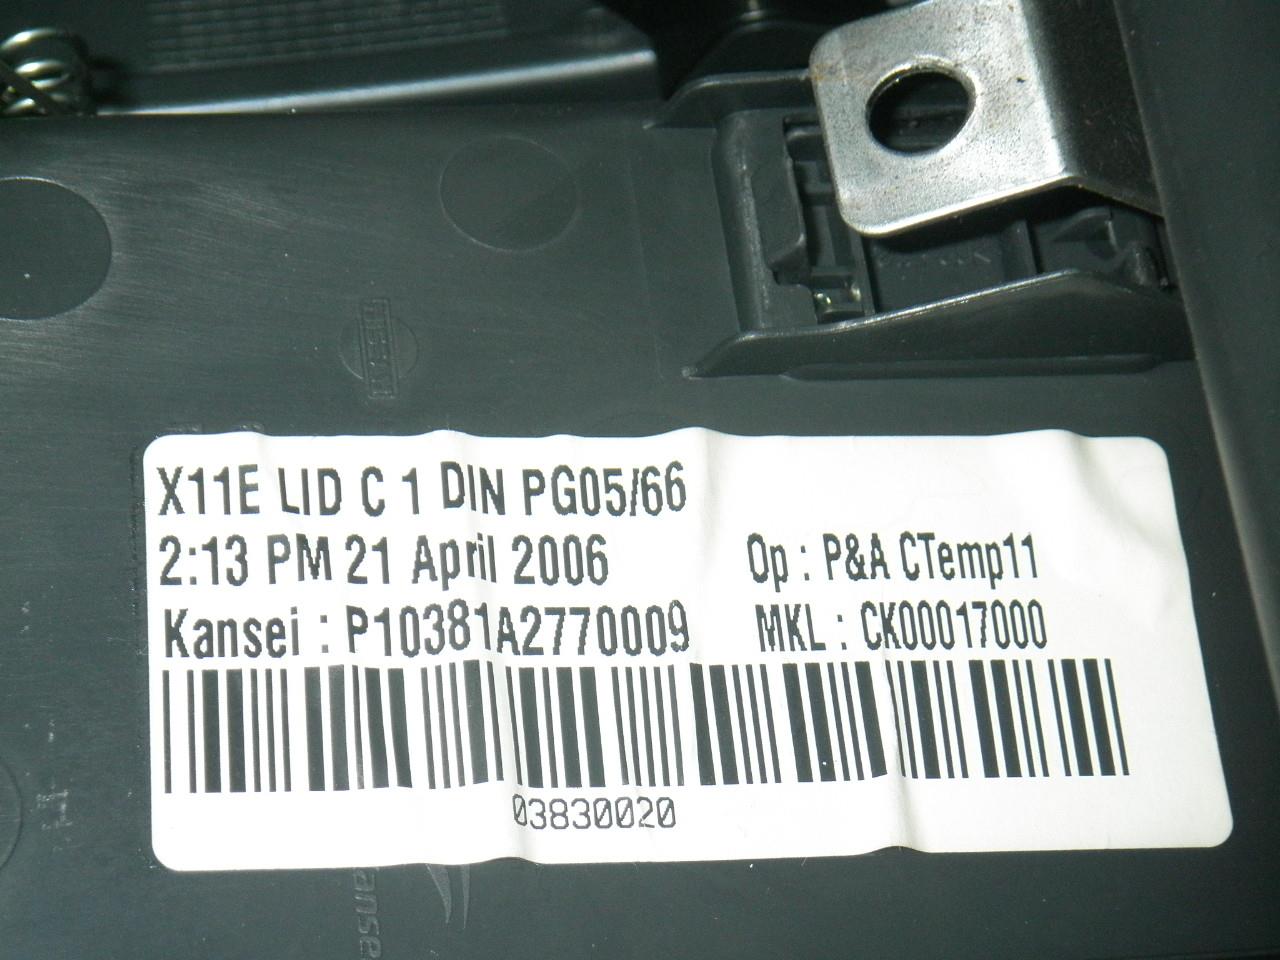 X11E LID C 1 DIN PG05/66
2:13 PM 21 April 2006 Op : P&A CTemp11
Kansei : P10381A2770009 MKL : CK00017000
03830020